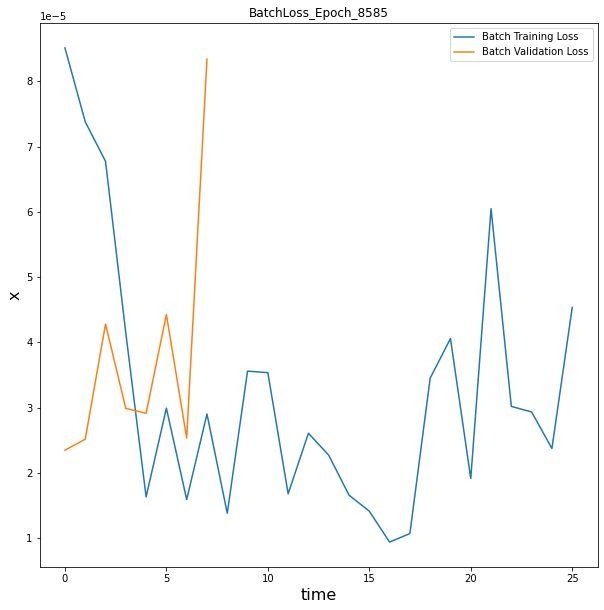 BatchLoss_Epoch_8585
1e−5
Batch Training Loss
Batch Validation Loss
8
7
6
5
4
3
2
1
x
0 5 10 15 20 25
time